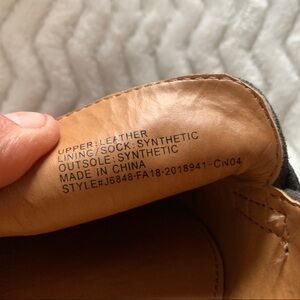 UPPER: LEATHER
LINING/SOCK: SYNTHETIC
OUTSOLE: SYNTHETIC
MADE IN CHINA
STYLE#J6848-FA18-2018941-CN04